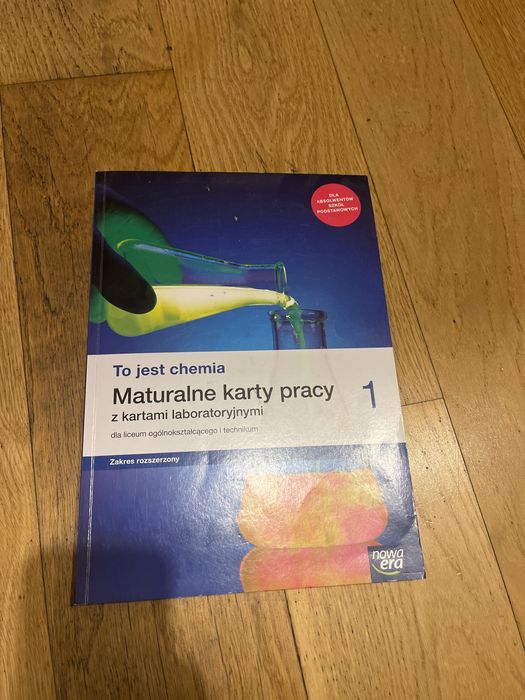 DLA
ABSOLWENTÓW
SZKÓŁ
PODSTAWOWYCH
To jest chemia
Maturalne karty pracy
z kartami laboratoryjnymi
1
dla liceum ogólnokształcącego i technikum
Zakres rozszerzony
nowa
era